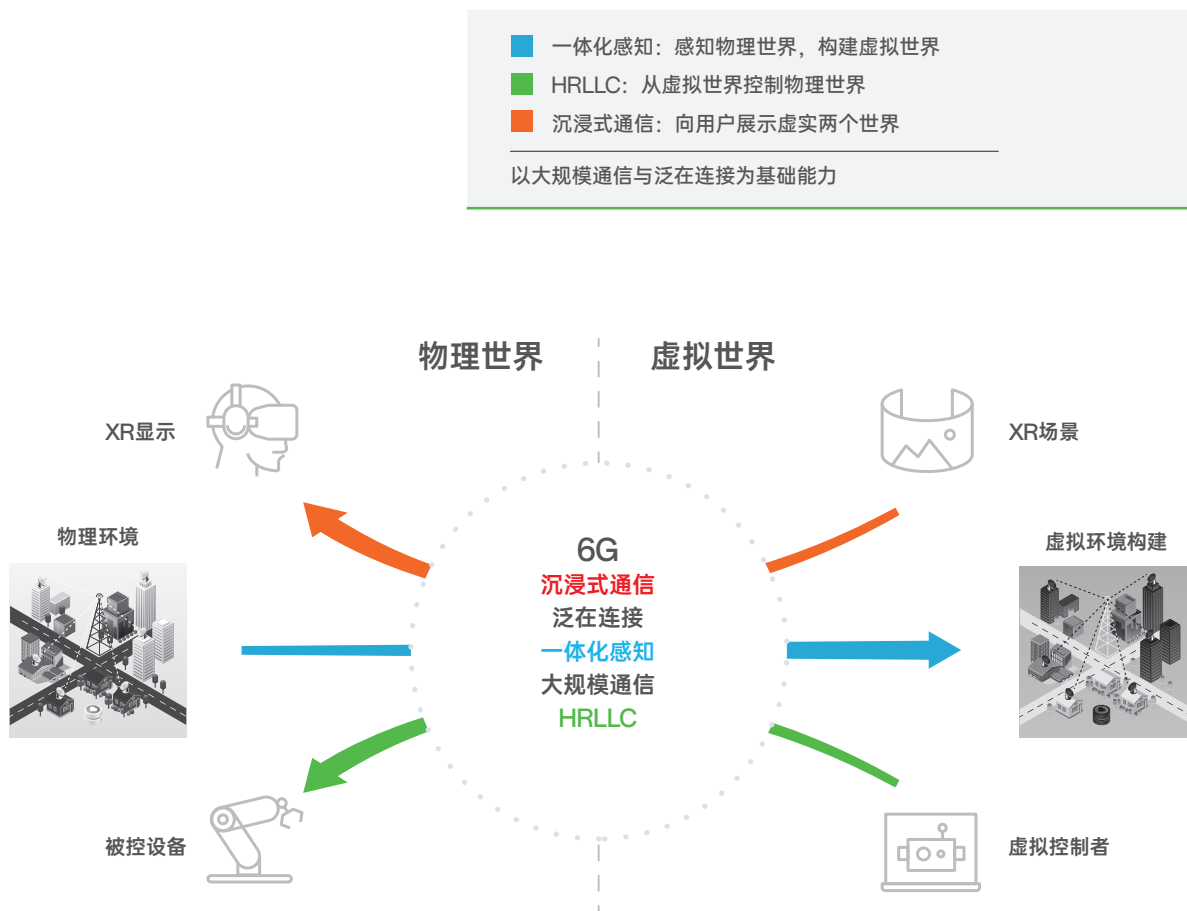 一体化感知：感知物理世界，构建虚拟世界
HRLLC：从虚拟世界控制物理世界
沉浸式通信：向用户展示虚实两个世界
以大规模通信与泛在连接为基础能力
物理世界
虚拟世界
XR显示
XR场景
物理环境
虚拟环境构建
6G
沉浸式通信
泛在连接
一体化感知
大规模通信
HRLLC
被控设备
虚拟控制者